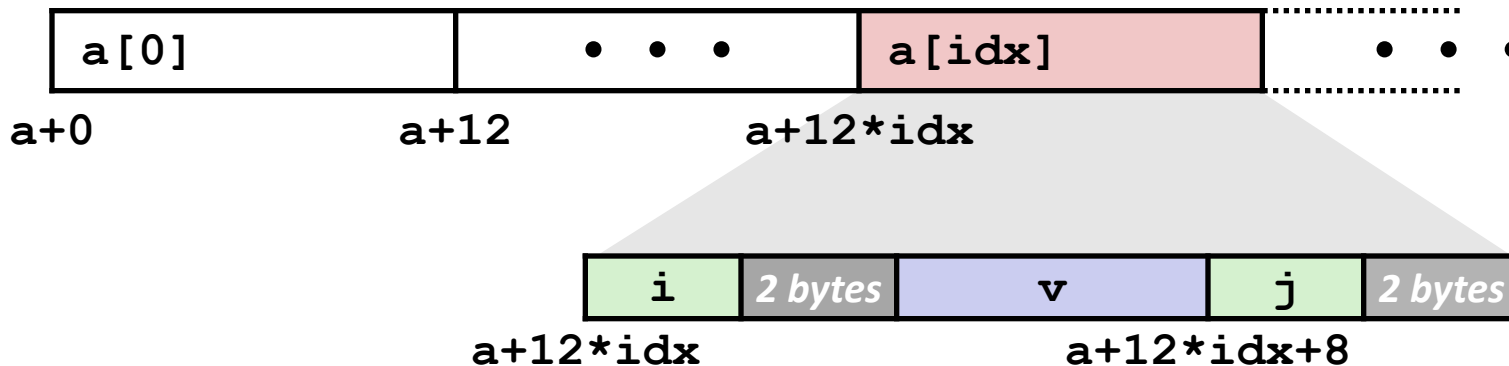 a[0] • • • a[idx] • • •
a+0 a+12 a+12*idx
i 2 bytes v j 2 bytes
a+12*idx a+12*idx+8